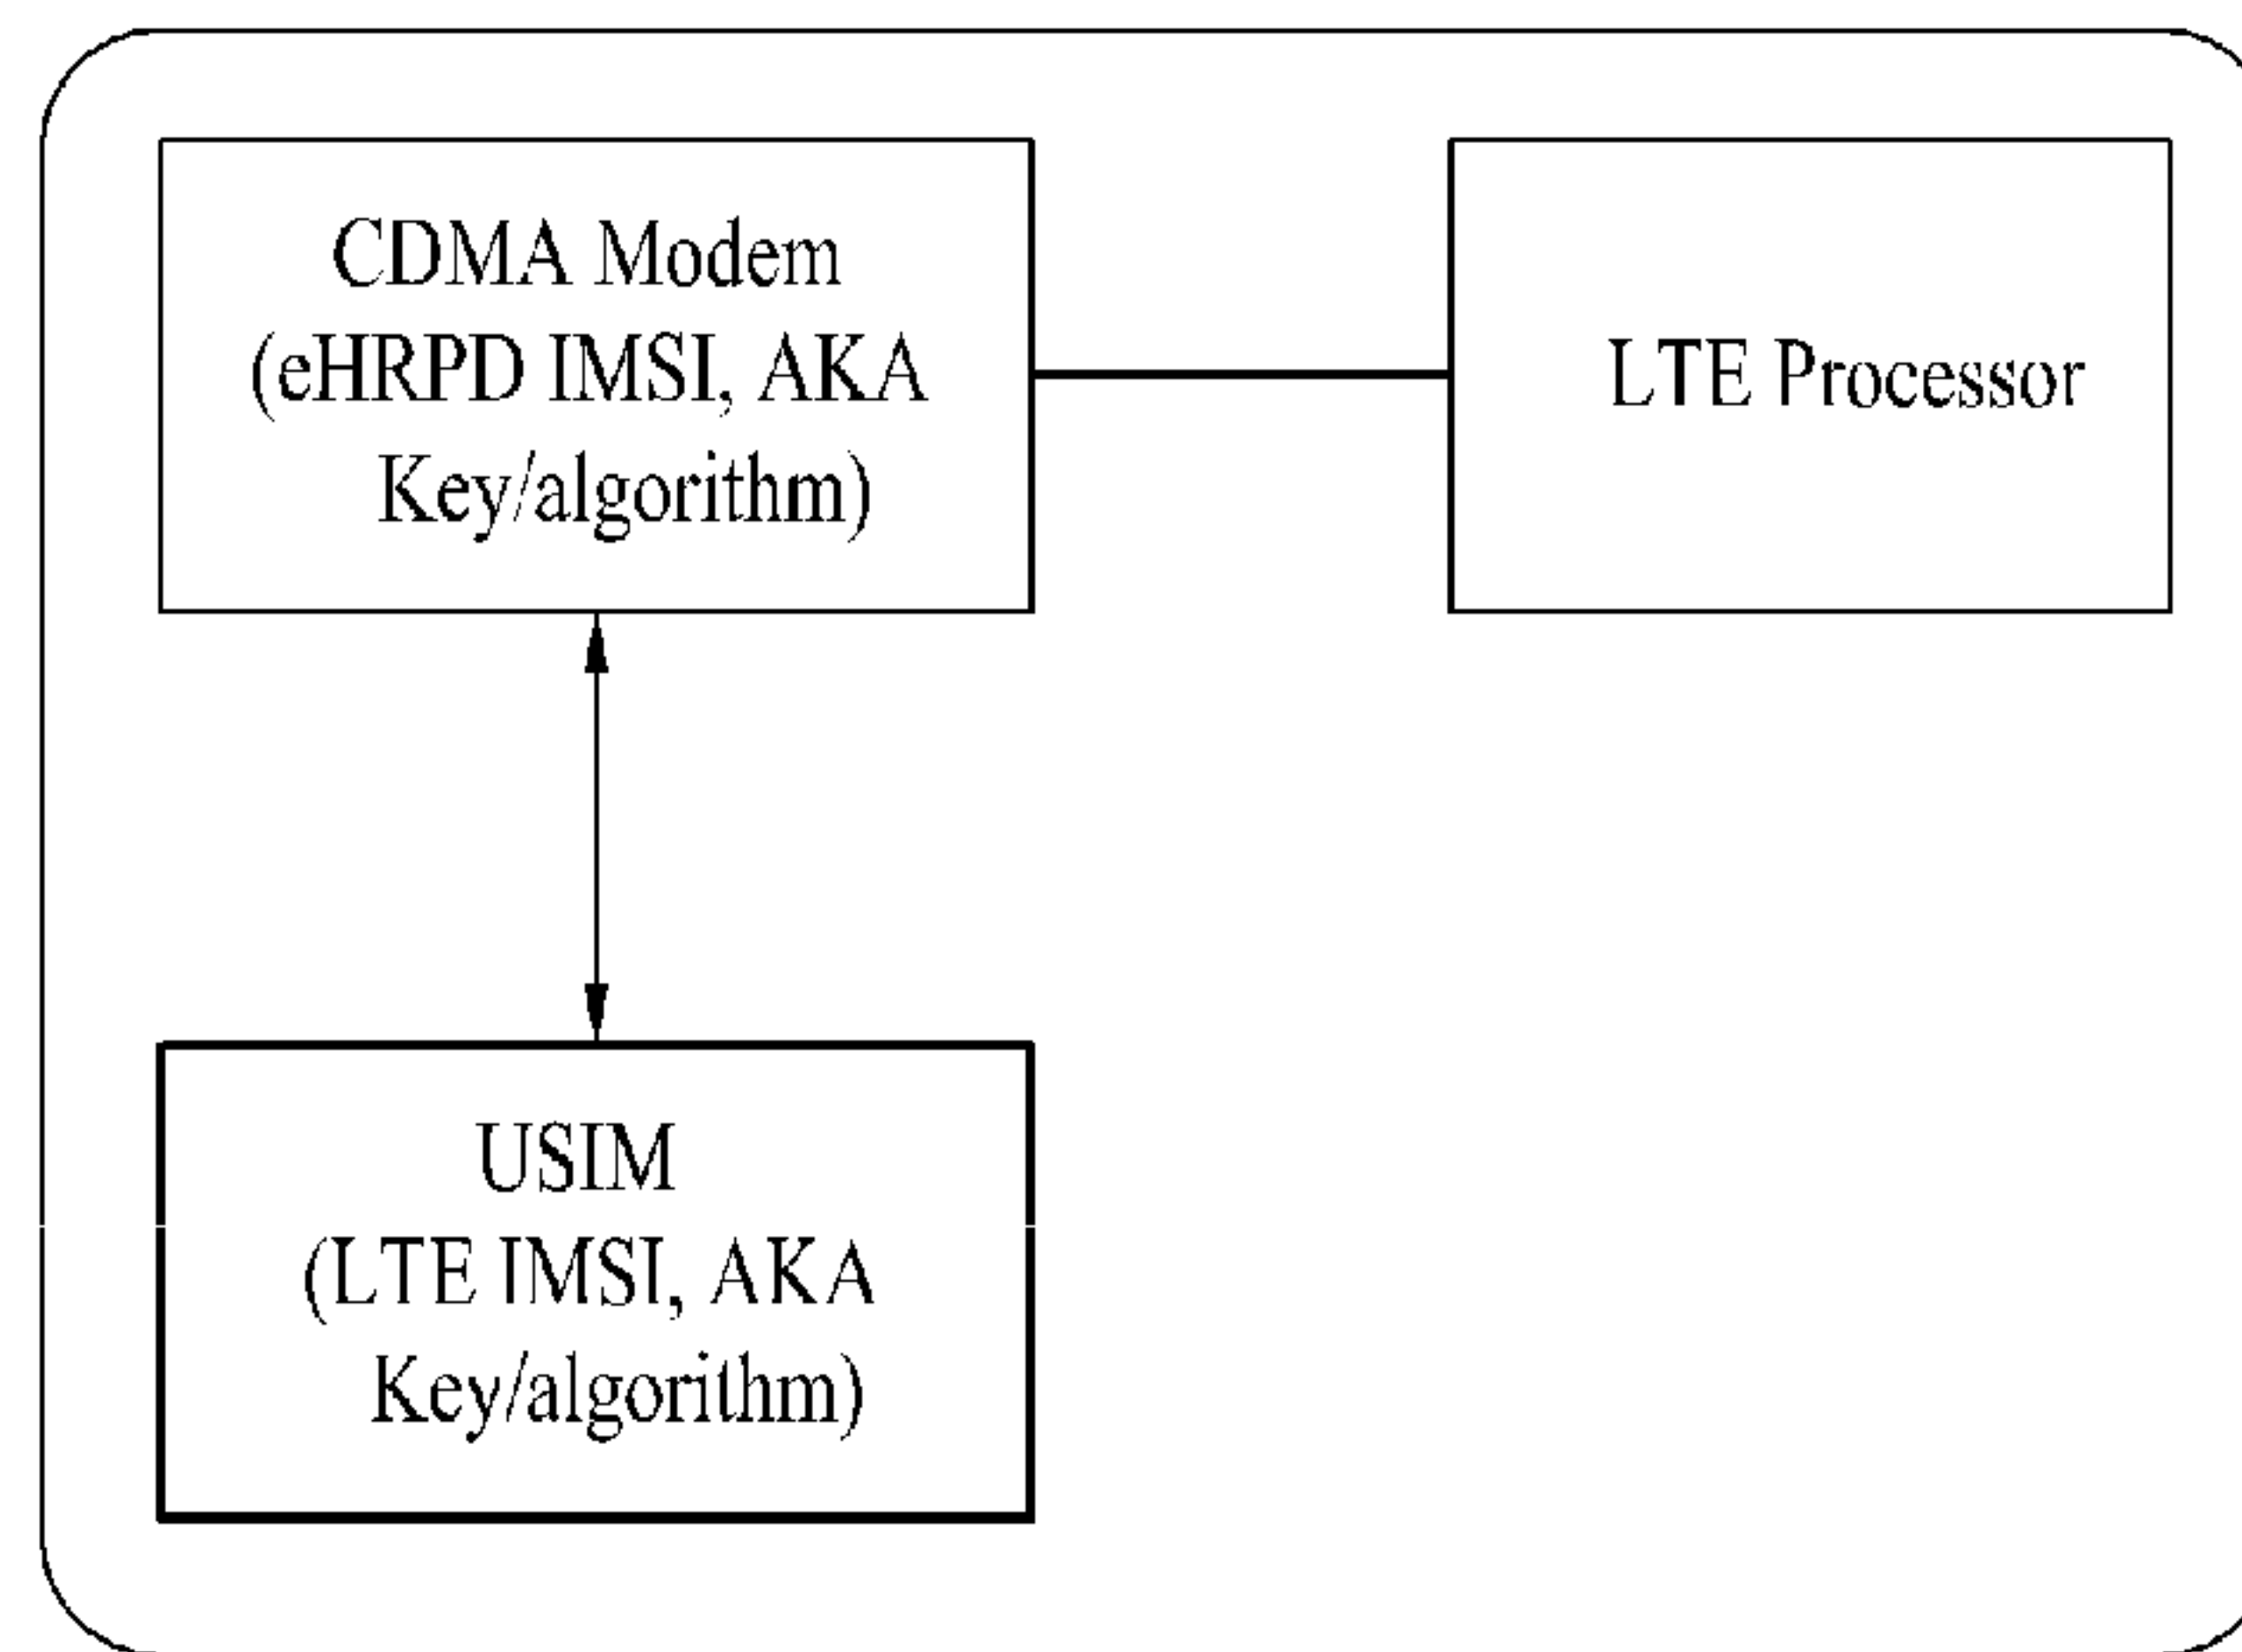 CDMA Modem
(eHRPD IMSI, AKA
Key/algorithm)
LTE Processor
USIM
(LTE IMSI, AKA
Key/algorithm)